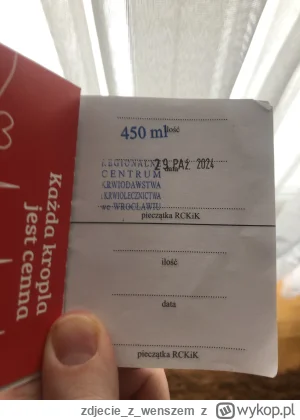 Każda kropla
jest cenna
450 ml
ilość
29 PAŹ. 2024
data
REGIONALNE
CENTRUM
KRWIODAWSTWA
I KRWIOLECZNICTWA
we WROCŁAWIU
pieczątka RCKiK
ilość
data
pieczątka RCKiK
zdjecie_z_wenszem z wykop.pl